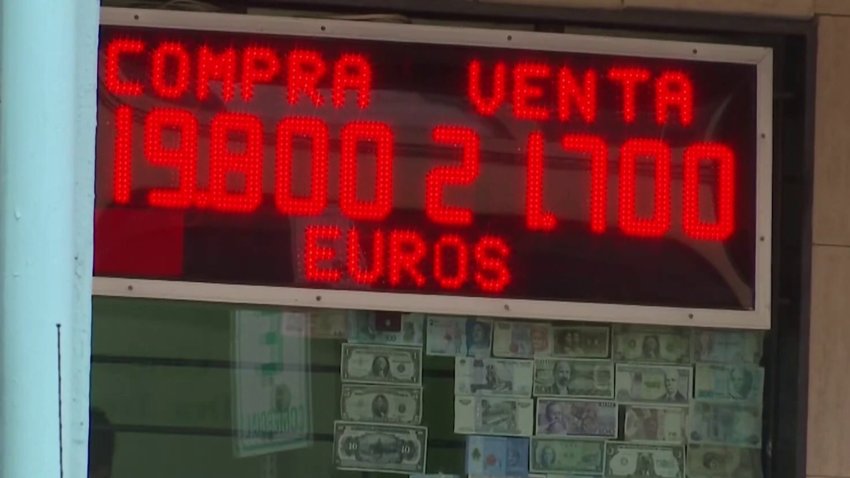 COMPRA VENTA
19.800 21.700
EUROS